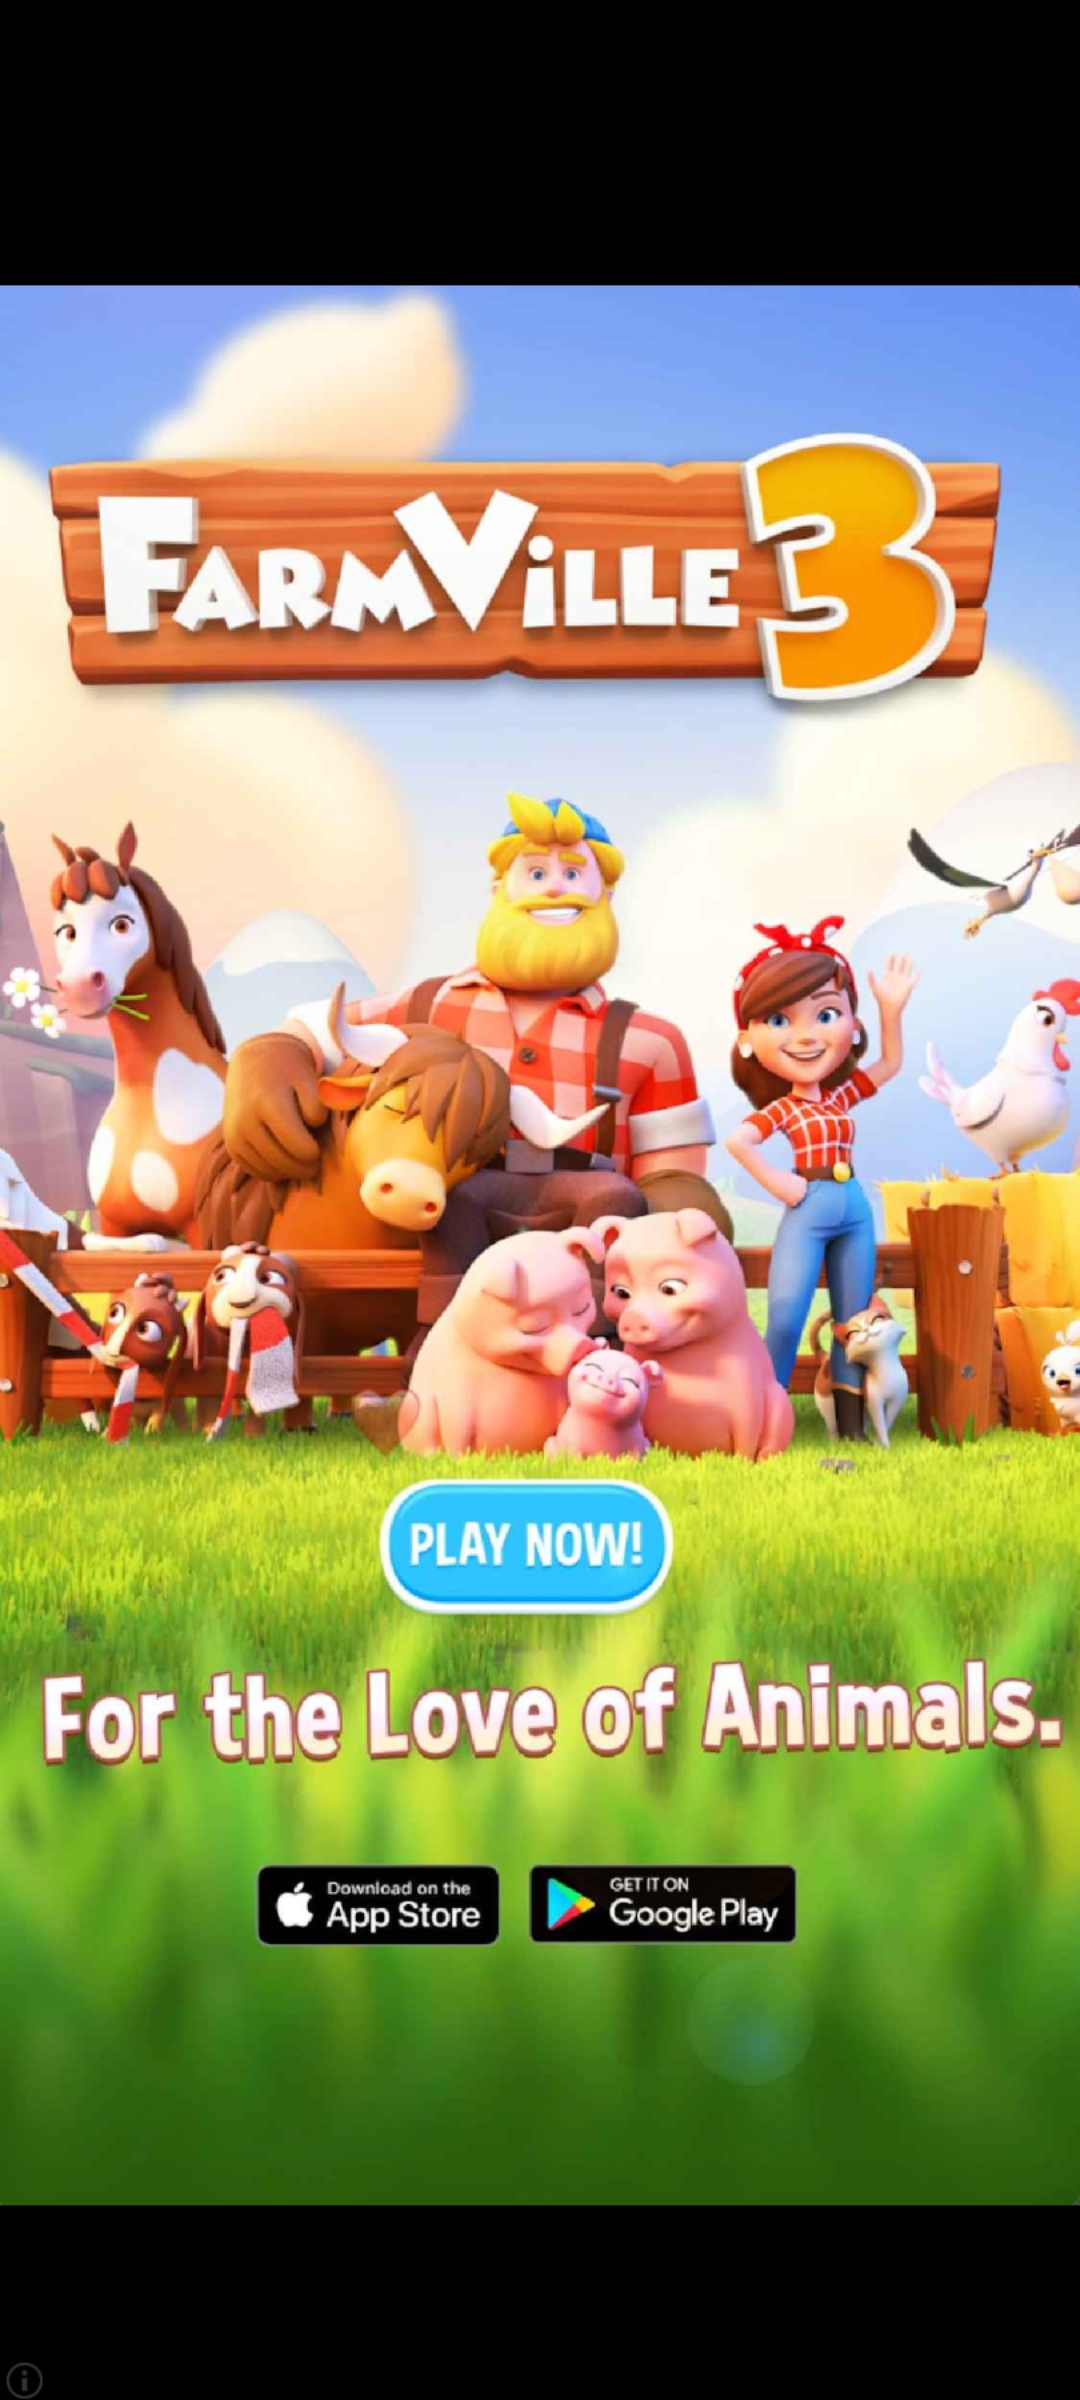 FARMVILLE 3
PLAY NOW!
For the Love of Animals.
Download on the
App Store
GET IT ON
Google Play